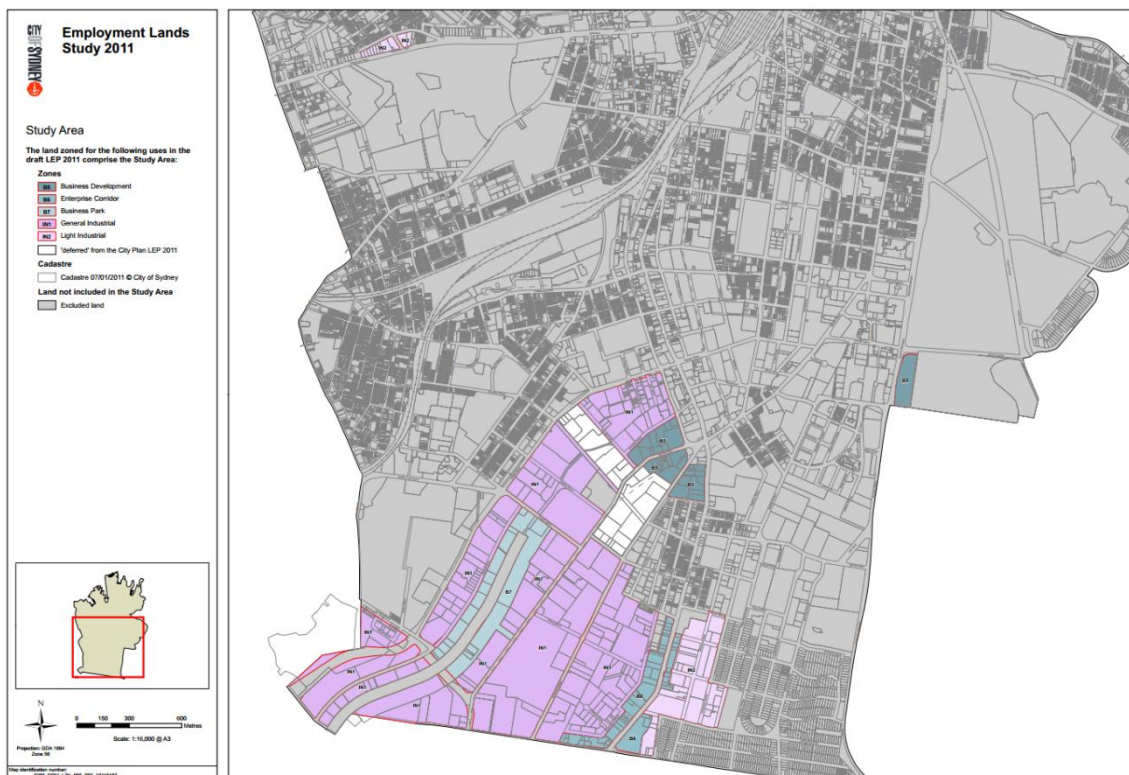 CITY OF SYDNEY
Employment Lands
Study 2011
Study Area
The land zoned for the following uses in the
draft LEP 2011 comprise the Study Area:
Zones
B5 Business Development
B6 Enterprise Corridor
B7 Business Park
IN1 General Industrial
IN2 Light Industrial
'deferred' from the City Plan LEP 2011
Cadastre
Cadastre 07/01/2011 © City of Sydney
Land not included in the Study Area
Excluded land
N
0 150 300 600
Metres
Scale: 1:15,000 @ A3
Projection: GDA 1994
Zone 56
Map identification number:
IN2
IN2
B5
IN1
B5
B5
B5
IN1
IN1
B7
IN1
IN1
IN1
IN1
IN2
IN1
IN1
IN1
IN1
B6
B6